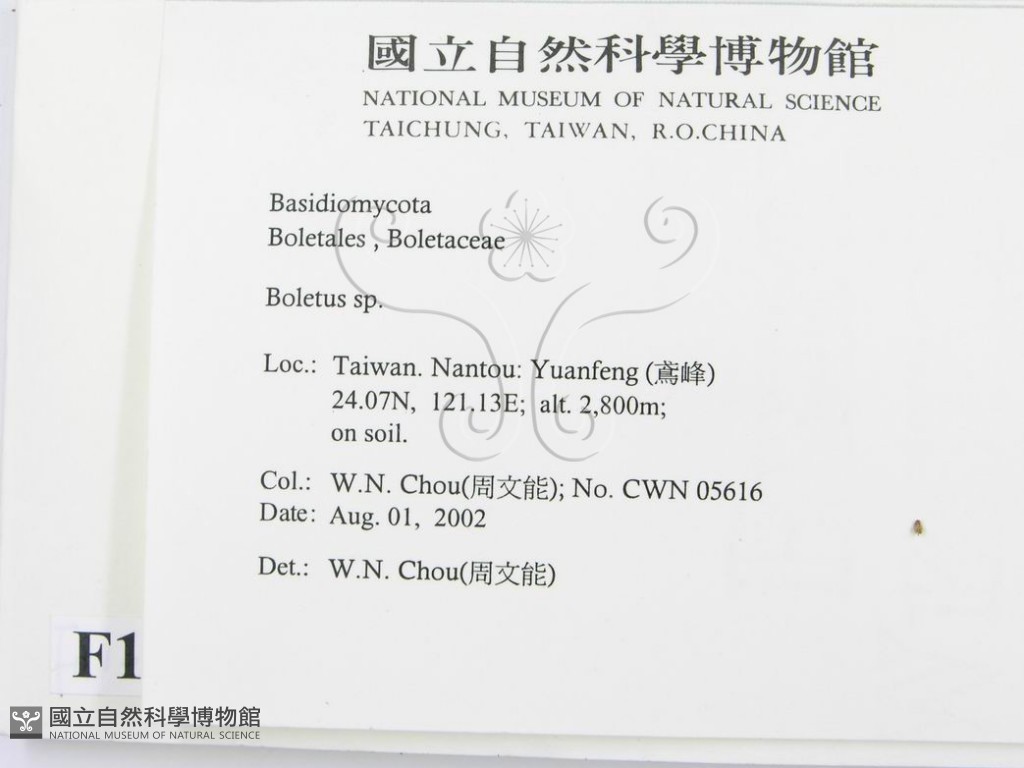 國立自然科學博物館
NATIONAL MUSEUM OF NATURAL SCIENCE
TAICHUNG, TAIWAN, R.O.CHINA
Basidiomycota
Boletales , Boletaceae
Boletus sp.
Loc.: Taiwan. Nantou: Yuanfeng (鳶峰)
24.07N, 121.13E; alt. 2,800m;
on soil.
Col.: W.N. Chou(周文能); No. CWN 05616
Date: Aug. 01, 2002
Det.: W.N. Chou(周文能)
F1
國立自然科學博物館
NATIONAL MUSEUM OF NATURAL SCIENCE